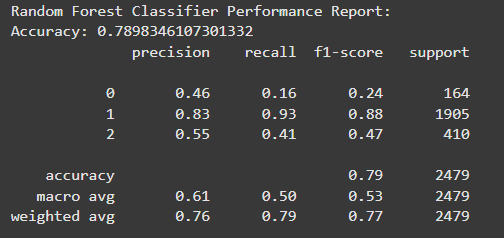 Random Forest Classifier Performance Report:
Accuracy: 0.7898346107301332
precision recall f1-score support
0 0.46 0.16 0.24 164
1 0.83 0.93 0.88 1905
2 0.55 0.41 0.47 410
accuracy 0.79 2479
macro avg 0.61 0.50 0.53 2479
weighted avg 0.76 0.79 0.77 2479